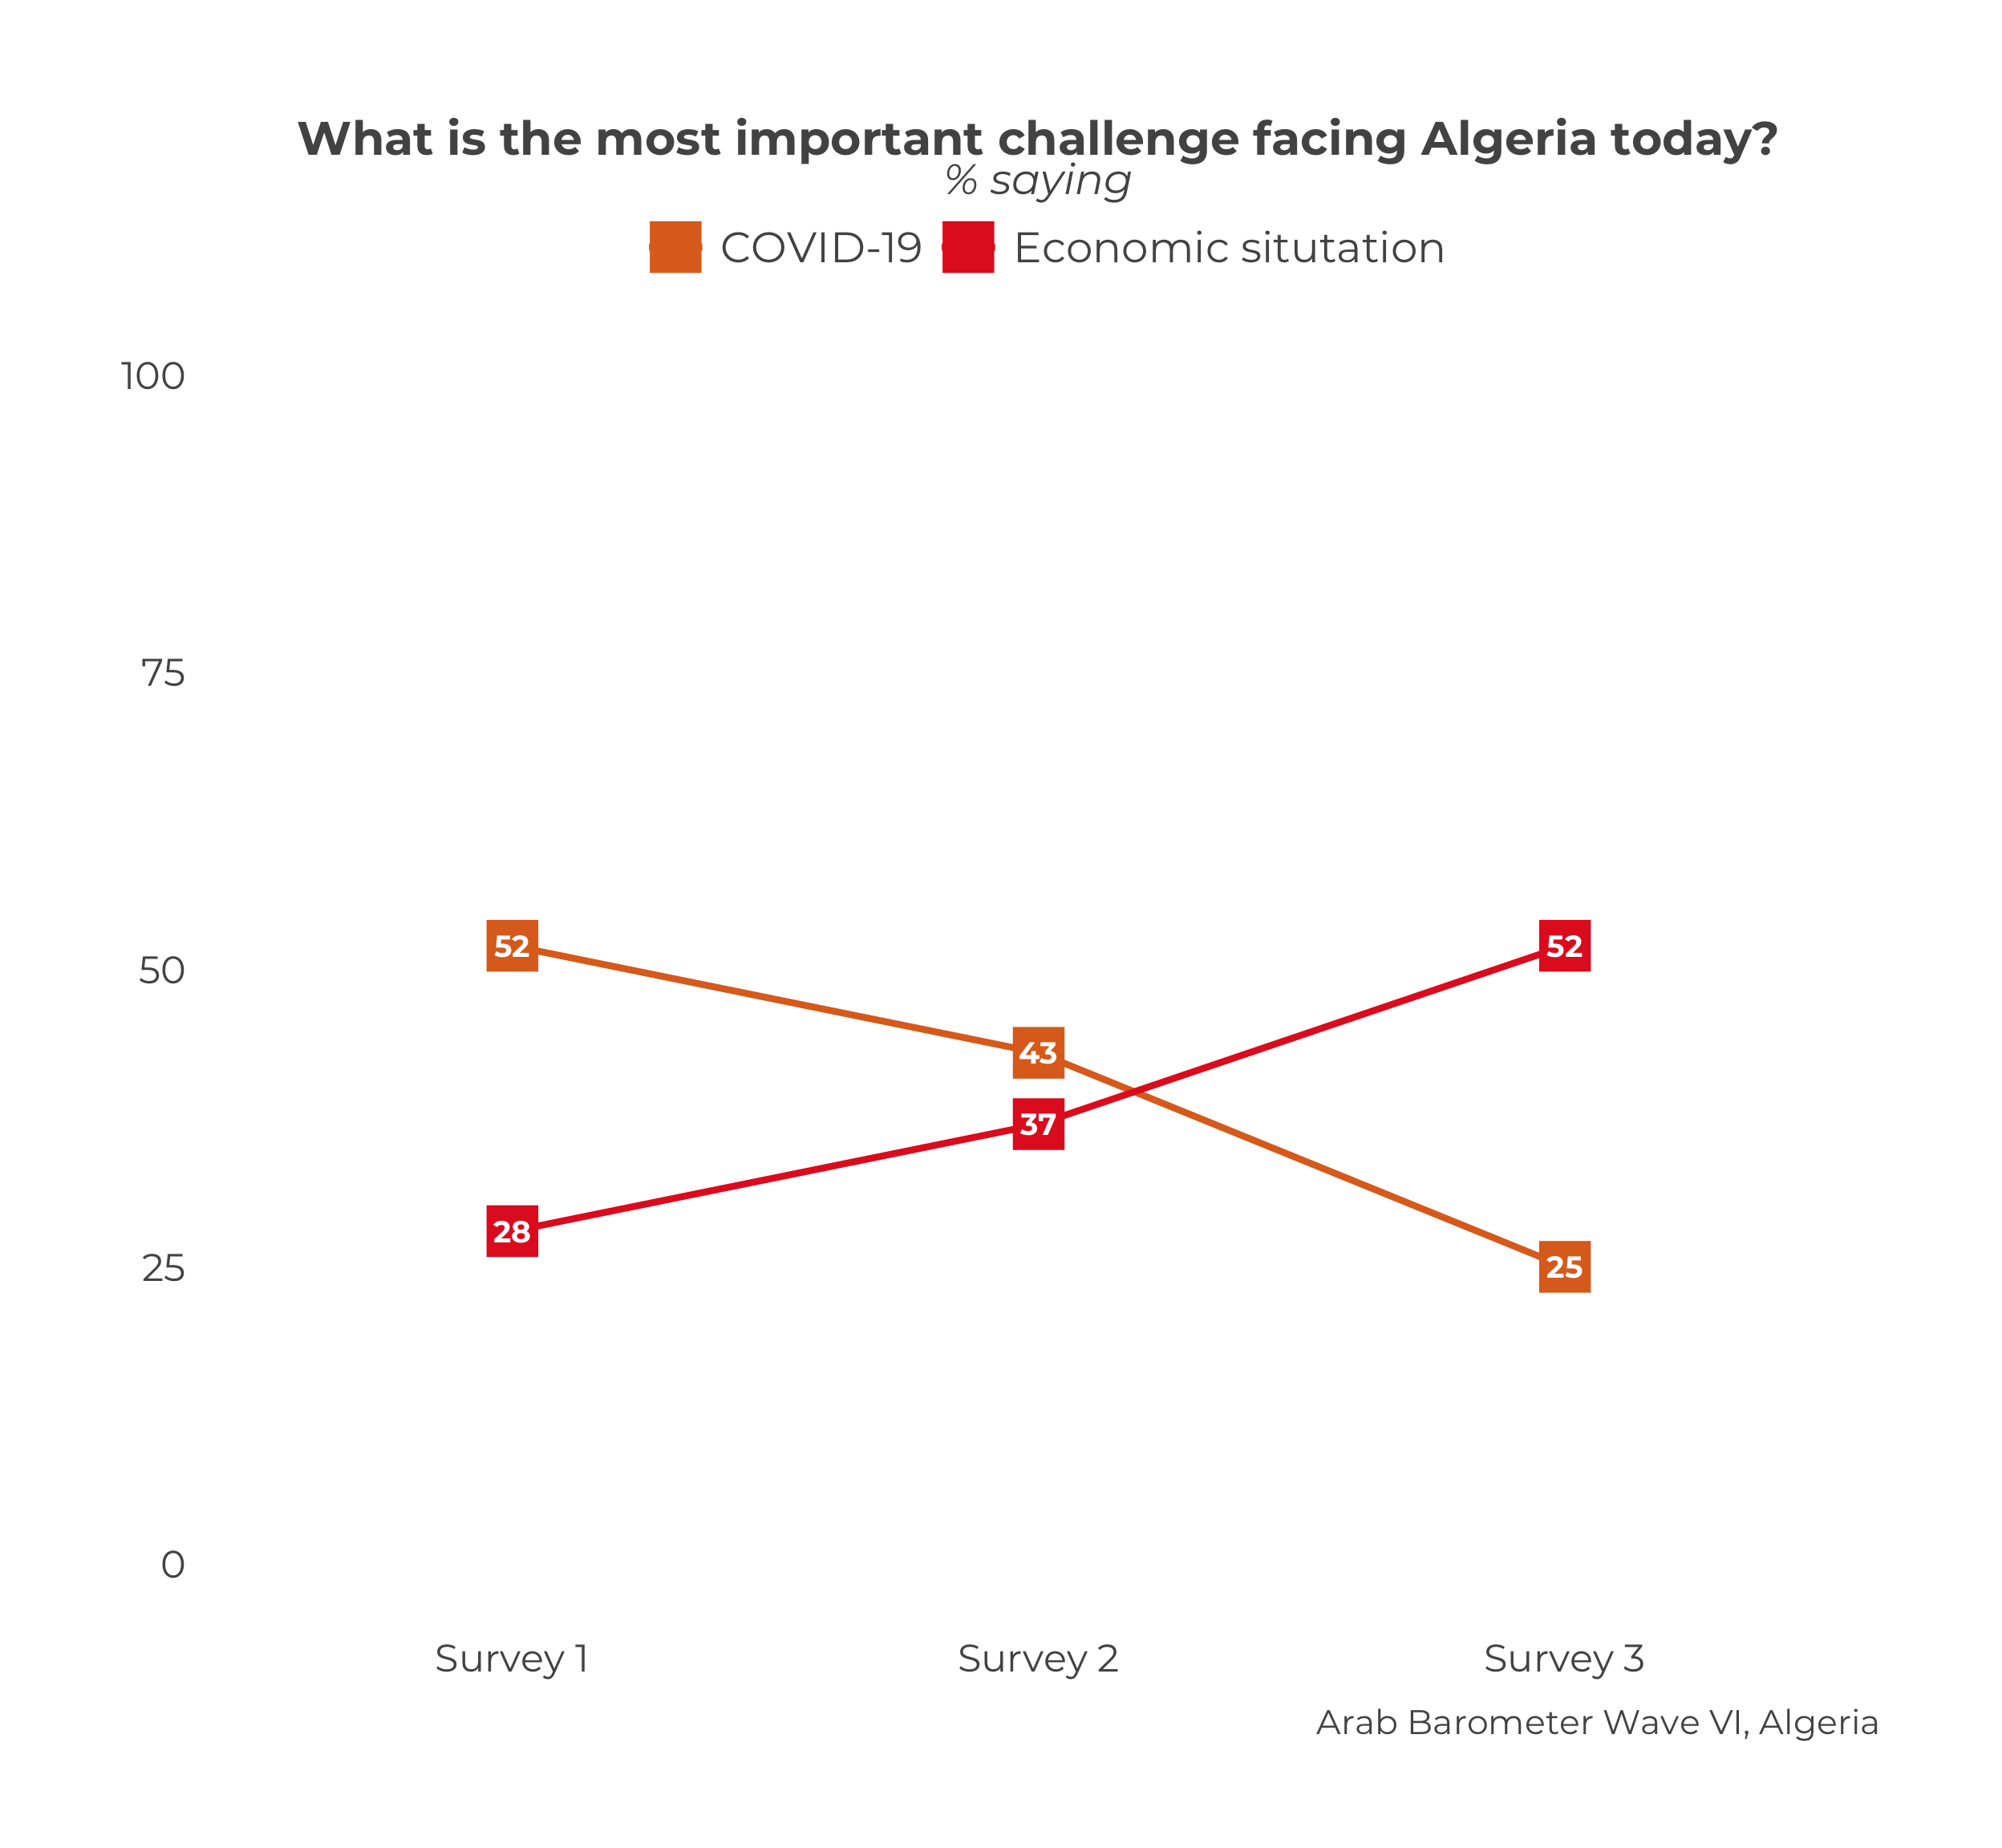 What is the most important challenge facing Algeria today?
% saying
COVID-19 Economic situtation
100
75
50
25
0
52
43
25
28
37
52
Survey 1 Survey 2 Survey 3
Arab Barometer Wave VI, Algeria